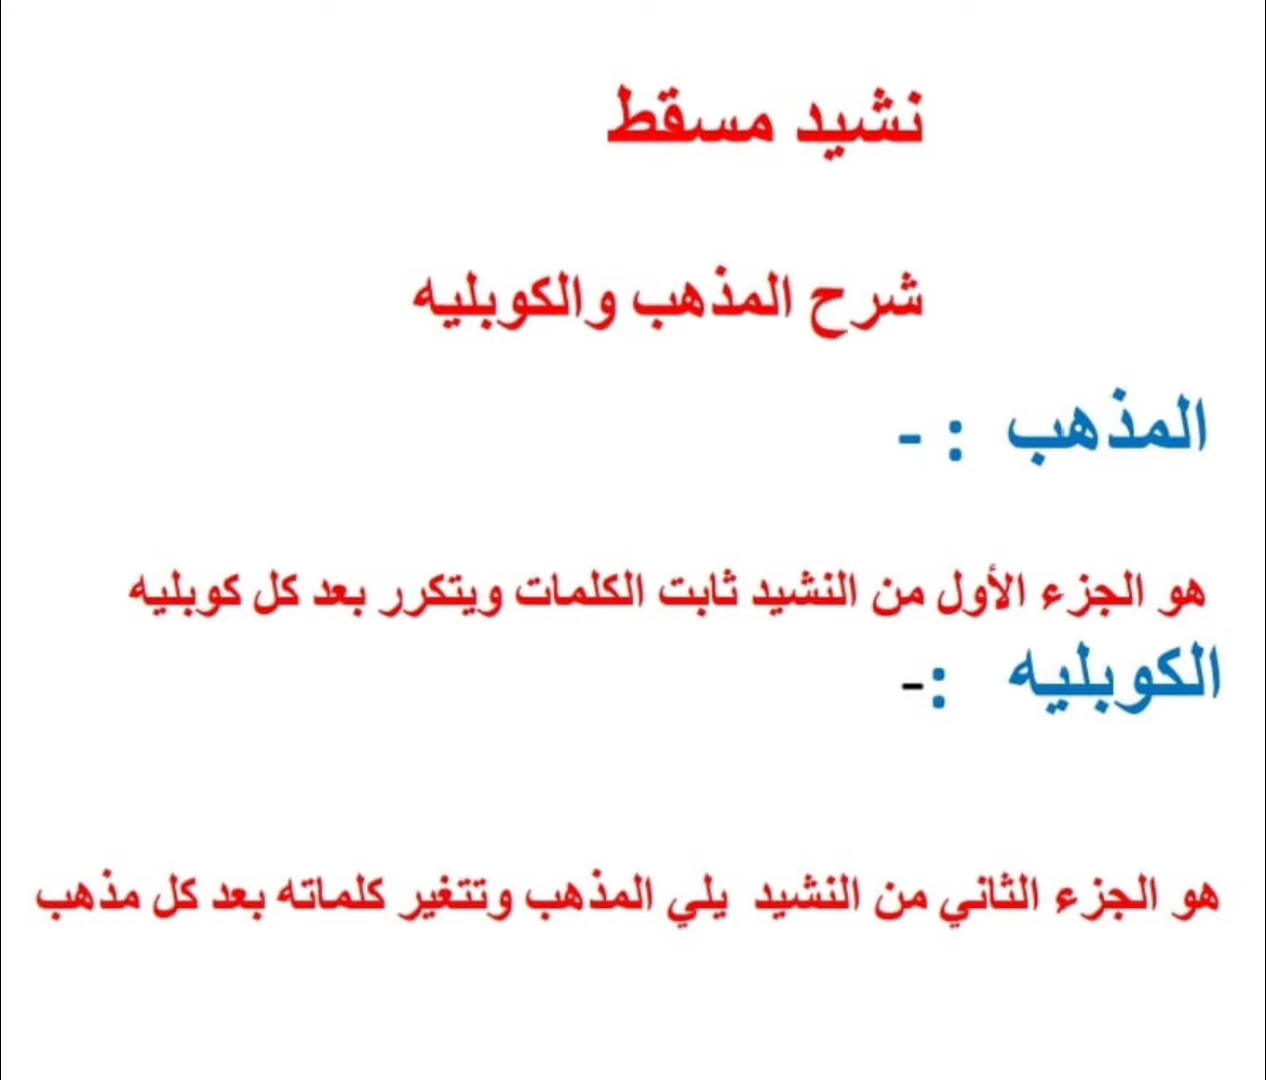 نشيد مسقط
شرح المذهب والكوبليه
المذهب : -
هو الجزء الأول من النشيد ثابت الكلمات ويتكرر بعد كل كوبليه
الكوبليه :-
هو الجزء الثاني من النشيد يلي المذهب وتتغير كلماته بعد كل مذهب